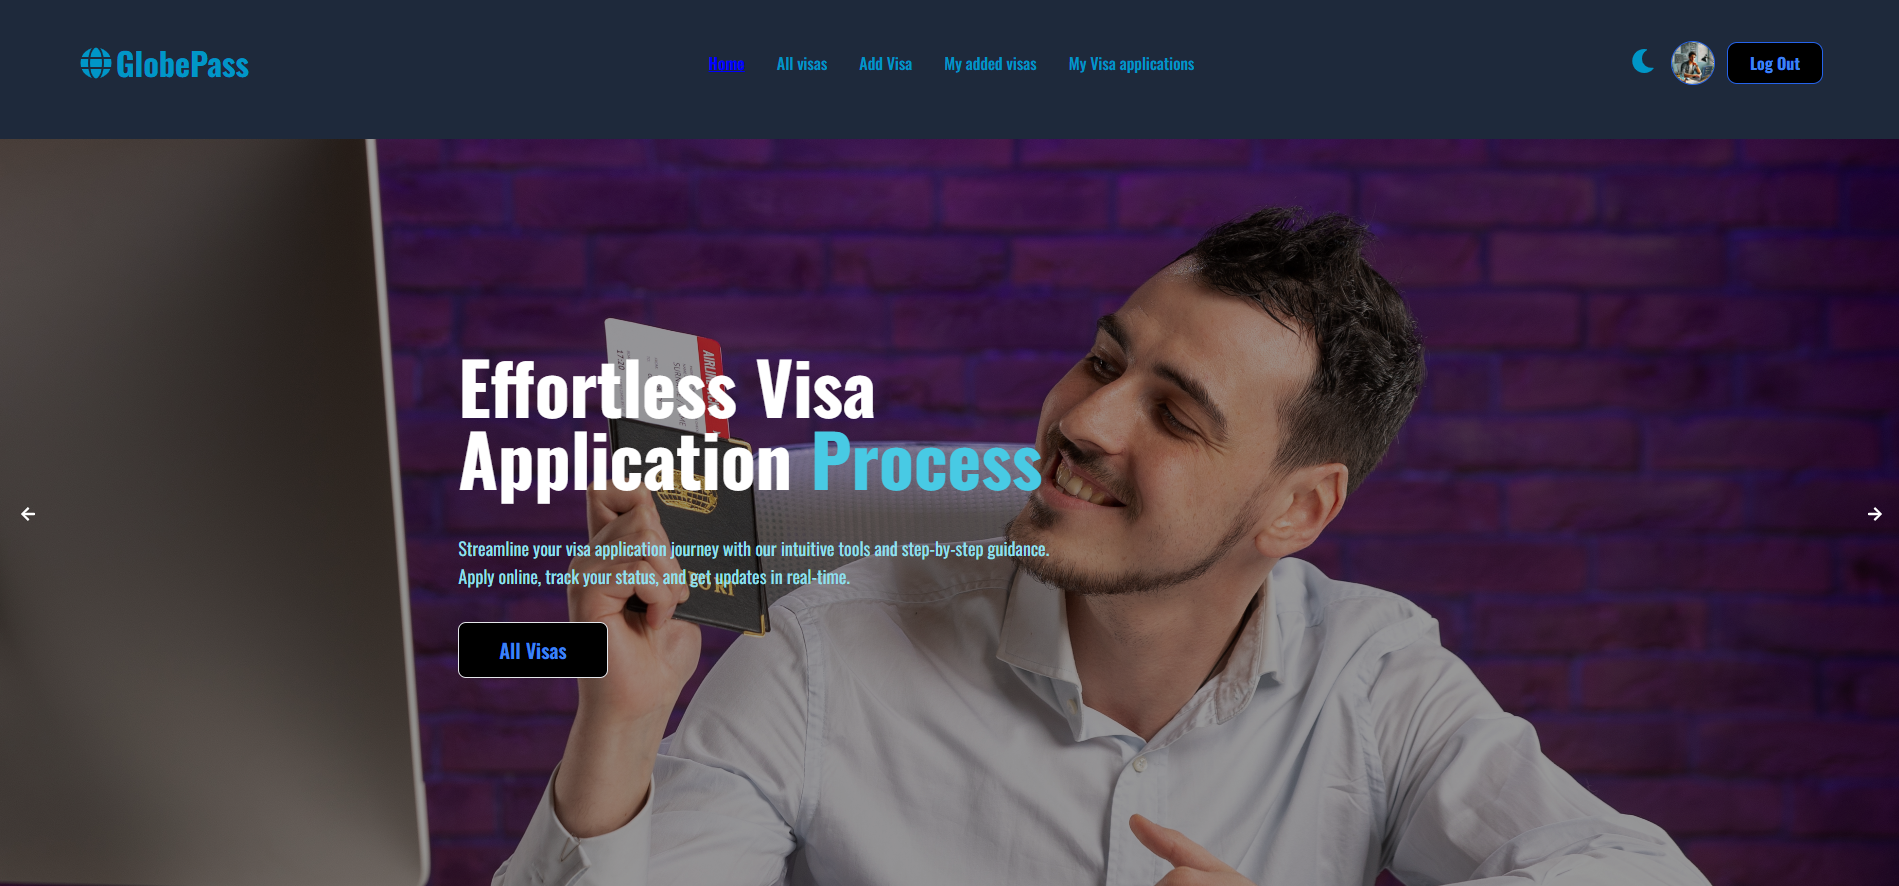 GlobePass
Home
All visas
Add Visa
My added visas
My Visa applications
Log Out
Effortless Visa
Application Process
Streamline your visa application journey with our intuitive tools and step-by-step guidance.
Apply online, track your status, and get updates in real-time.
All Visas